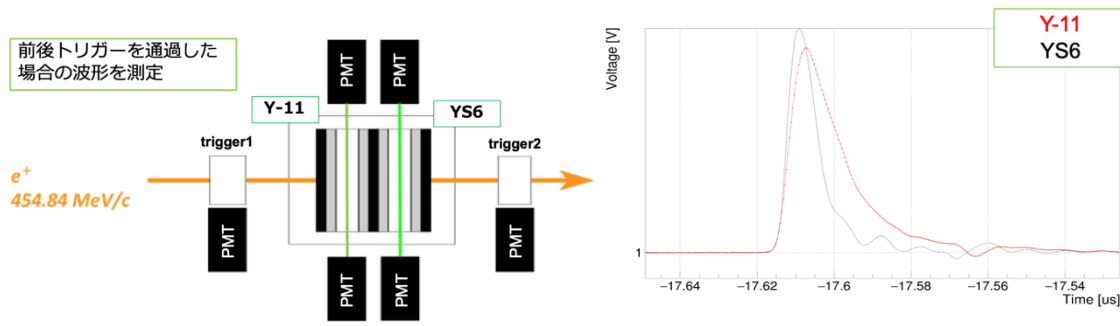 前後トリガーを通過した
場合の波形を測定
PMT
PMT
Y-11
YS6
trigger1
trigger2
e⁺
454.84 MeV/c
PMT
PMT
PMT
PMT
Y-11
YS6
Voltage [V]
1
−17.64
−17.62
−17.6
−17.58
−17.56
−17.54
Time [us]